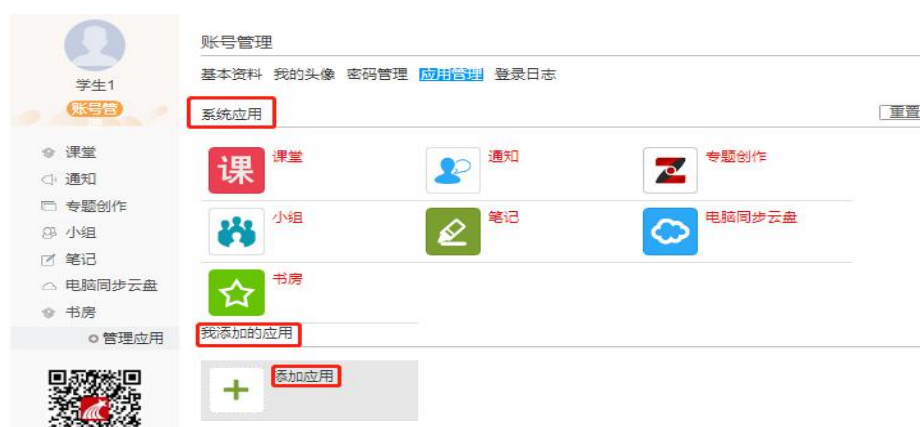 学生1
账号管
课堂
通知
专题创作
小组
笔记
电脑同步云盘
书房
管理应用
账号管理
基本资料 我的头像 密码管理 应用管理 登录日志
系统应用 重置
课 课堂 通知 专题创作
小组 笔记 电脑同步云盘
书房
我添加的应用
添加应用